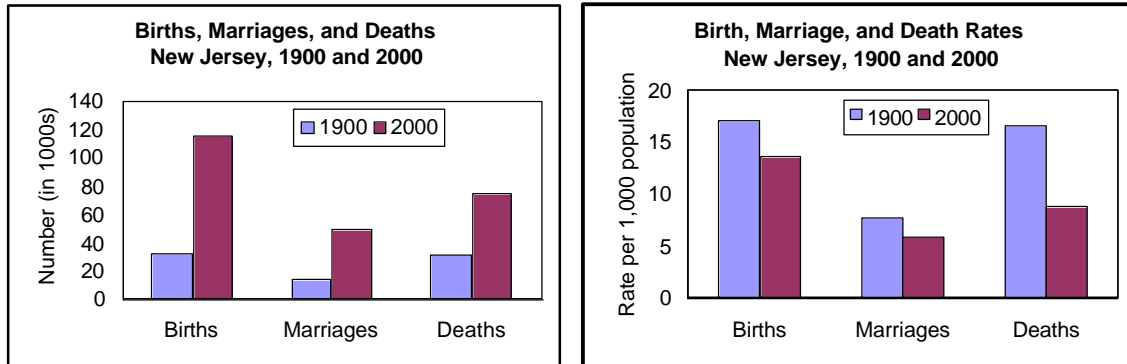 Births, Marriages, and Deaths
New Jersey, 1900 and 2000
Number (in 1000s)
140
120
100
80
60
40
20
0
1900 2000
Births Marriages Deaths
Birth, Marriage, and Death Rates
New Jersey, 1900 and 2000
Rate per 1,000 population
20
15
10
5
0
1900 2000
Births Marriages Deaths